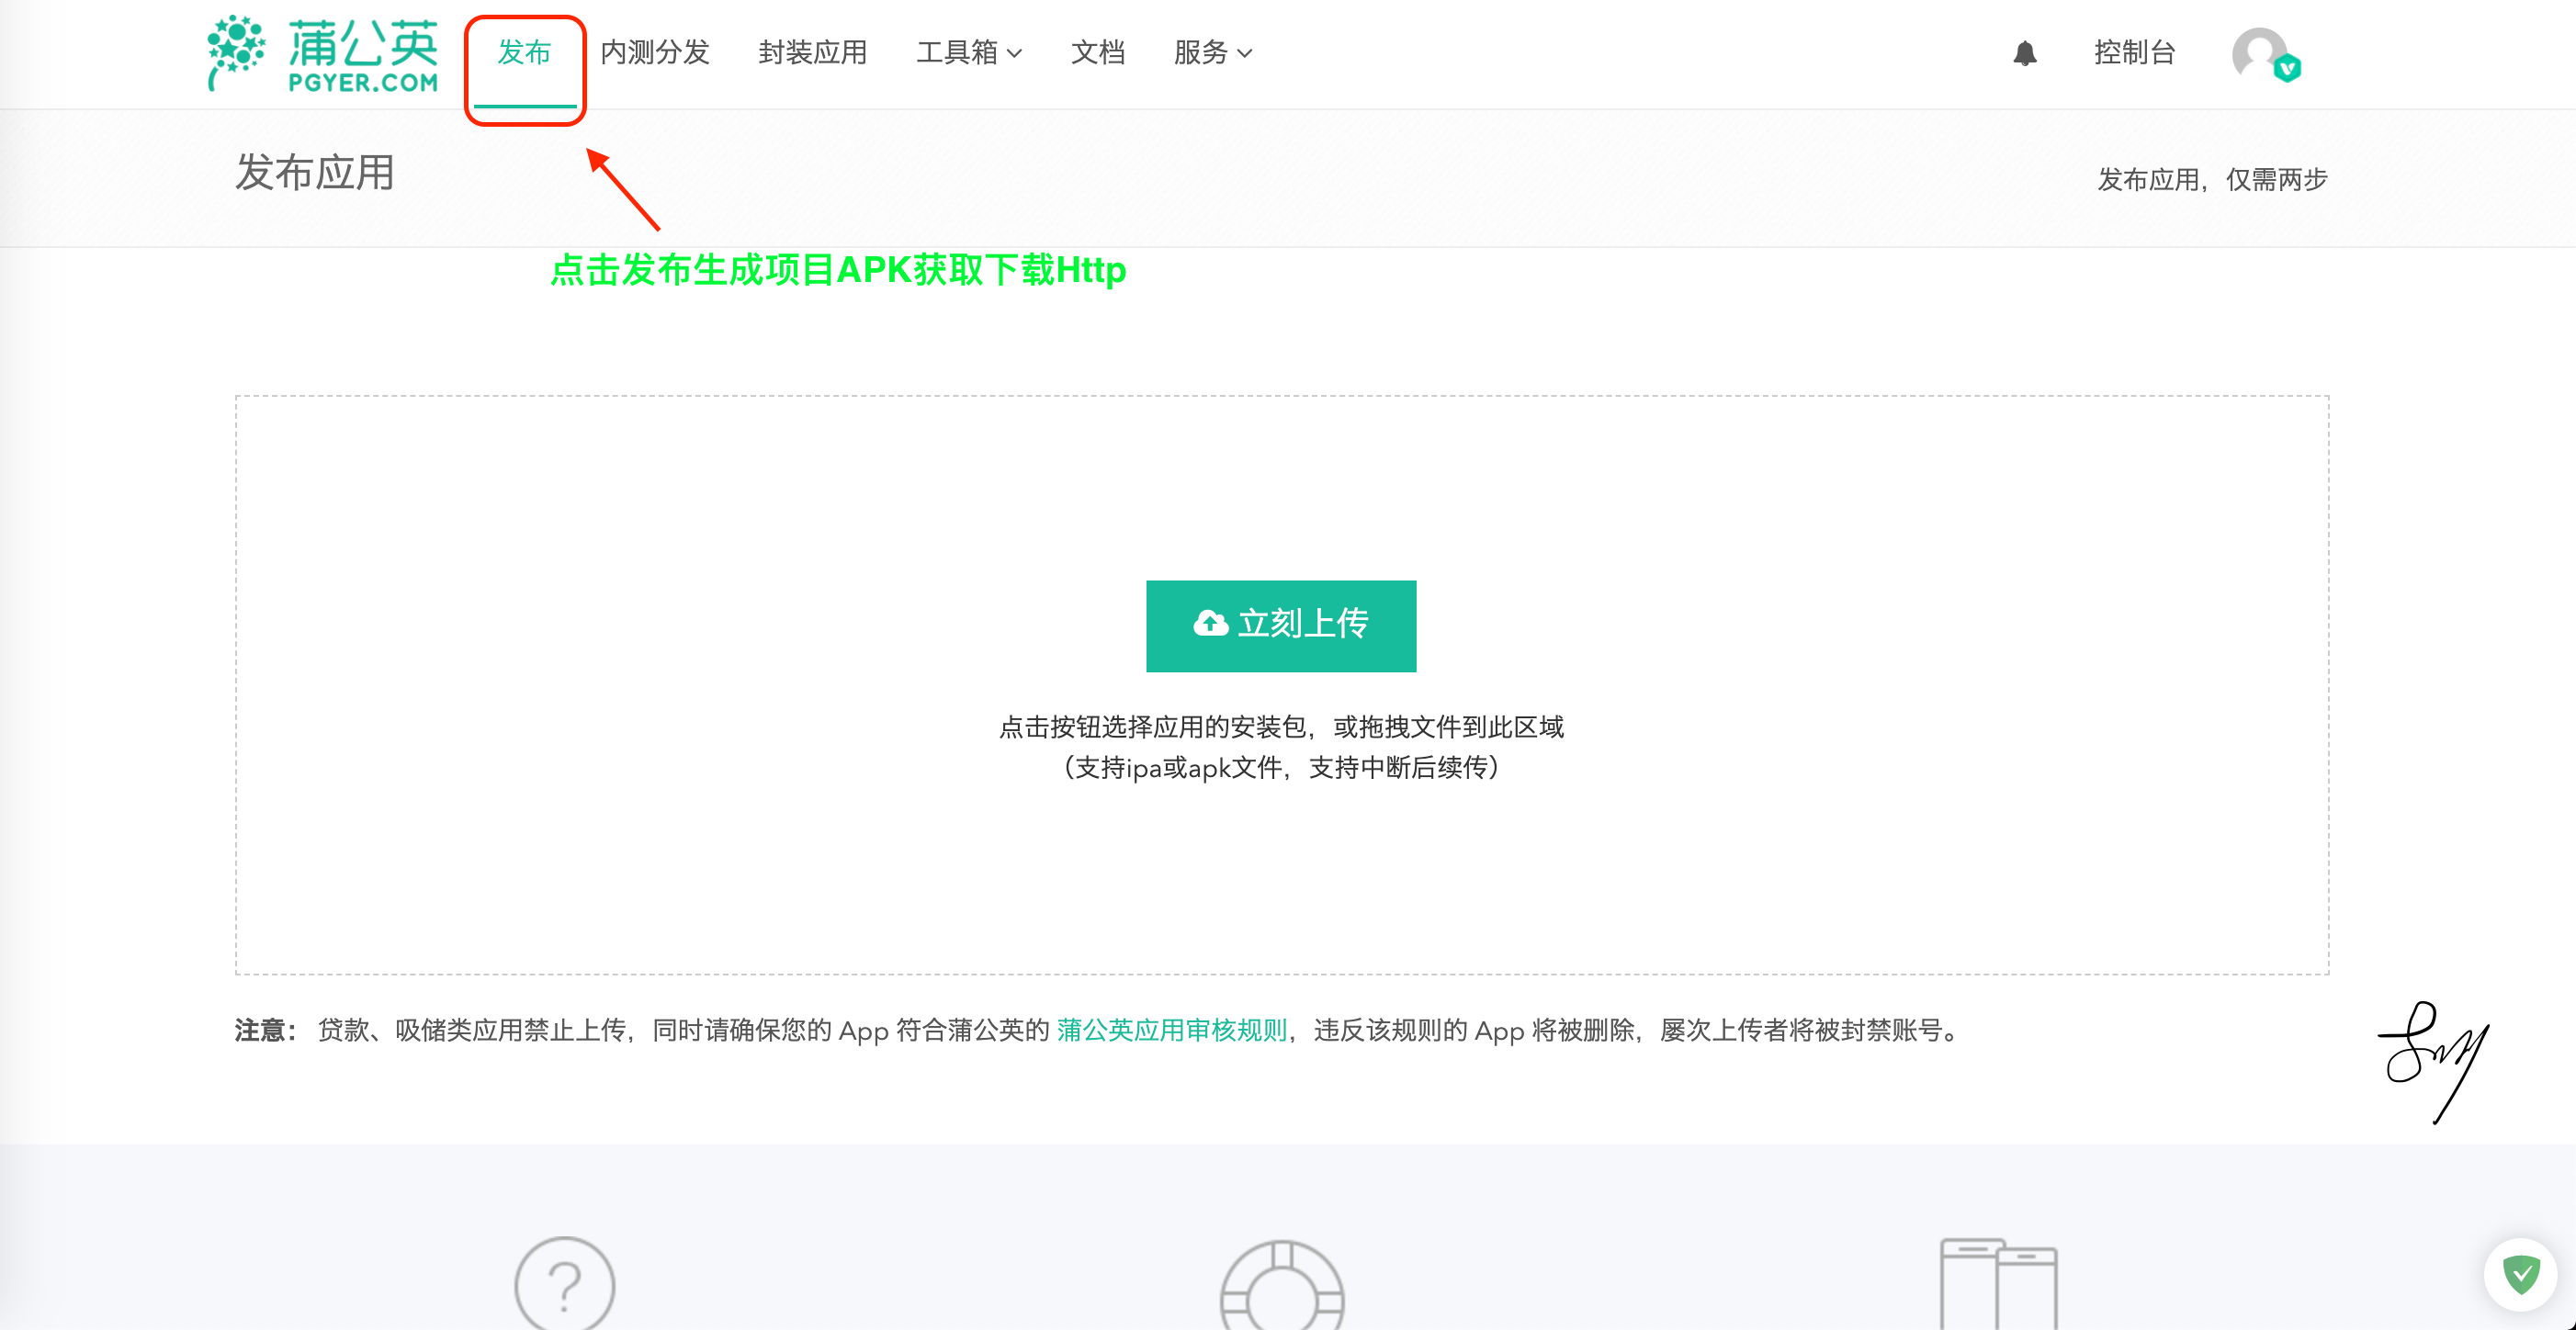 蒲公英
PGYER.COM
发布
内测分发
封装应用
工具箱
文档
服务
控制台
发布应用
发布应用，仅需两步
点击发布生成项目APK获取下载Http
立刻上传
点击按钮选择应用的安装包，或拖拽文件到此区域
（支持ipa或apk文件，支持中断后续传）
注意： 贷款、吸储类应用禁止上传，同时请确保您的 App 符合蒲公英的 蒲公英应用审核规则，违反该规则的 App 将被删除，屡次上传者将被封禁账号。